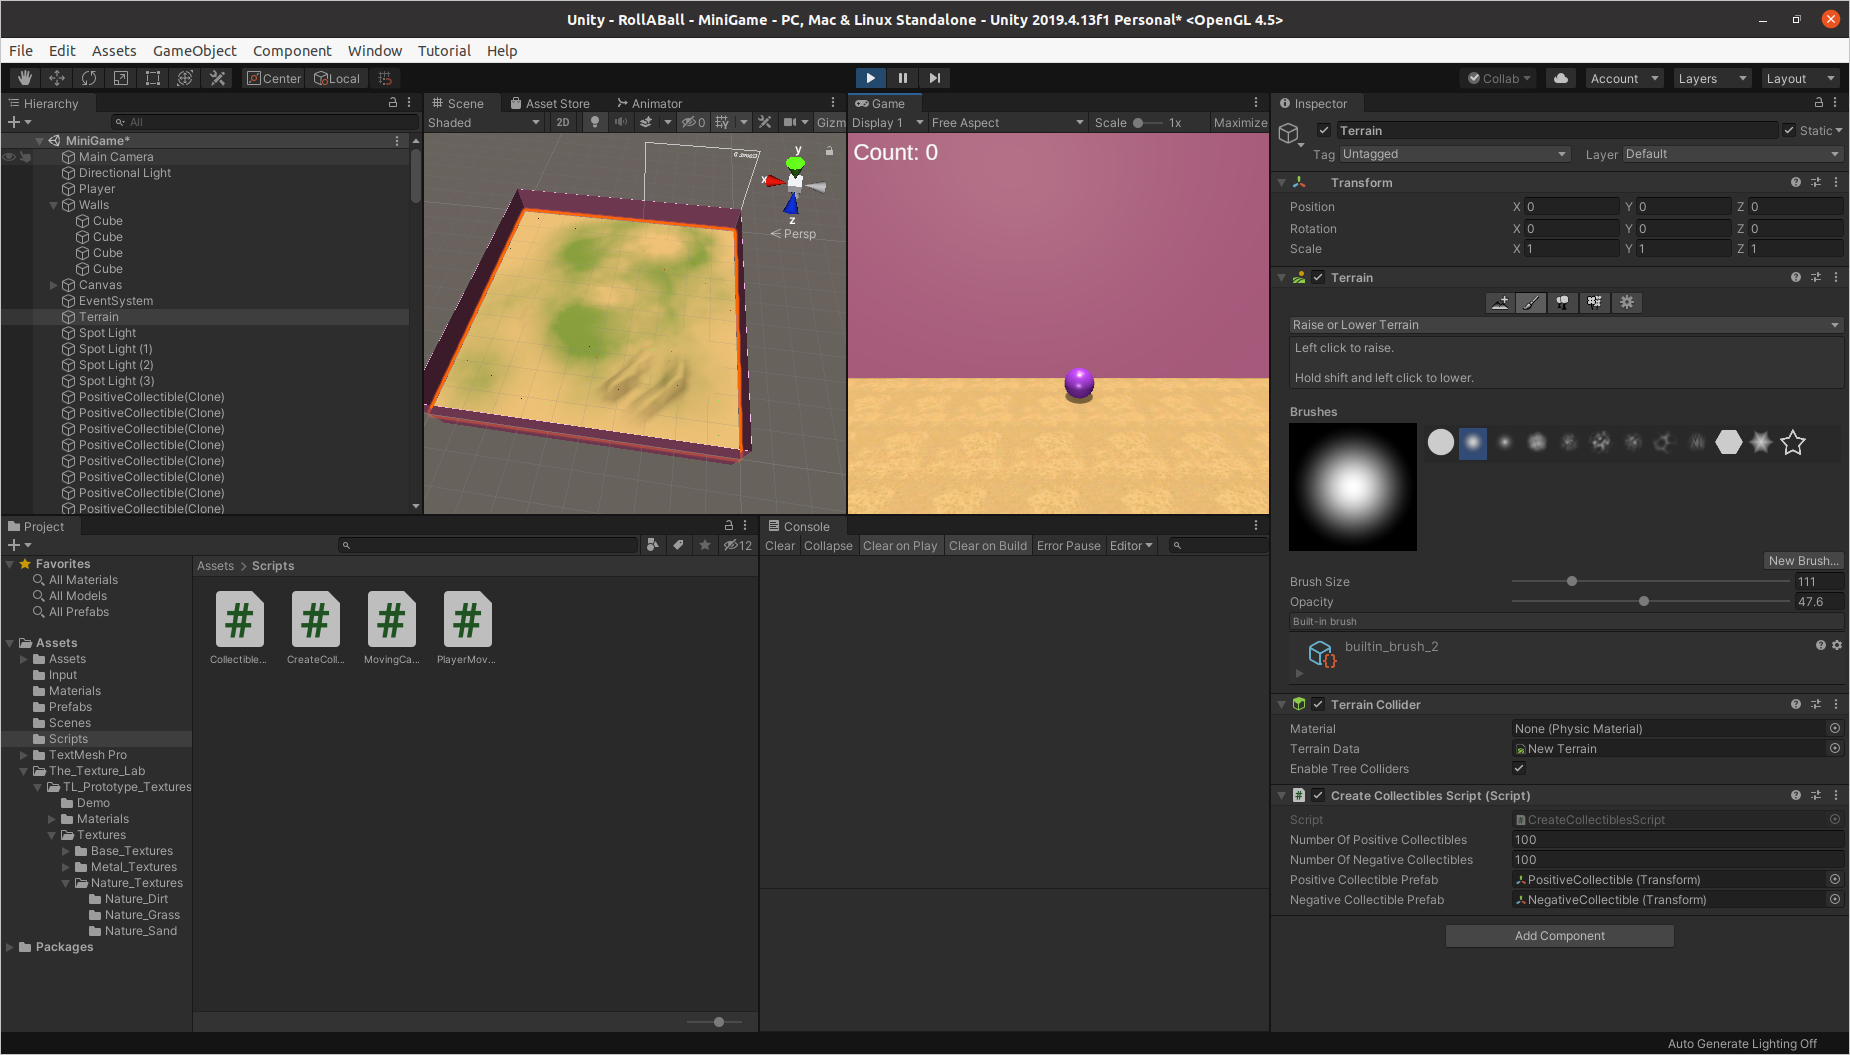 Unity - RollABall - MiniGame - PC, Mac & Linux Standalone - Unity 2019.4.13f1 Personal* <OpenGL 4.5>
File Edit Assets GameObject Component Window Tutorial Help
Center Local Collab Account Layers Layout
Hierarchy
All
MiniGame*
Main Camera
Directional Light
Player
Walls
Cube
Cube
Cube
Cube
Canvas
EventSystem
Terrain
Spot Light
Spot Light (1)
Spot Light (2)
Spot Light (3)
PositiveCollectible(Clone)
PositiveCollectible(Clone)
PositiveCollectible(Clone)
PositiveCollectible(Clone)
PositiveCollectible(Clone)
PositiveCollectible(Clone)
PositiveCollectible(Clone)
PositiveCollectible(Clone)
Scene Asset Store Animator
Shaded 2D 0 Gizm
y
x
z
Persp
Game
Display 1 Free Aspect Scale 1x Maximize
Count: 0
Inspector
Terrain Static
Tag Untagged Layer Default
Transform
Position X 0 Y 0 Z 0
Rotation X 0 Y 0 Z 0
Scale X 1 Y 1 Z 1
Terrain
Raise or Lower Terrain
Left click to raise.
Hold shift and left click to lower.
Brushes
New Brush...
Brush Size 111
Opacity 47.6
Built-in brush
builtin_brush_2
Terrain Collider
Material None (Physic Material)
Terrain Data New Terrain
Enable Tree Colliders
Create Collectibles Script (Script)
Script CreateCollectiblesScript
Number Of Positive Collectibles 100
Number Of Negative Collectibles 100
Positive Collectible Prefab PositiveCollectible (Transform)
Negative Collectible Prefab NegativeCollectible (Transform)
Add Component
Project
12
Favorites
All Materials
All Models
All Prefabs
Assets
Assets
Input
Materials
Prefabs
Scenes
Scripts
TextMesh Pro
The_Texture_Lab
TL_Prototype_Textures
Demo
Materials
Textures
Base_Textures
Metal_Textures
Nature_Textures
Nature_Dirt
Nature_Grass
Nature_Sand
Packages
Assets > Scripts
# # # #
Collectible... CreateColl... MovingCa... PlayerMov...
Console
Clear Collapse Clear on Play Clear on Build Error Pause Editor
Auto Generate Lighting Off